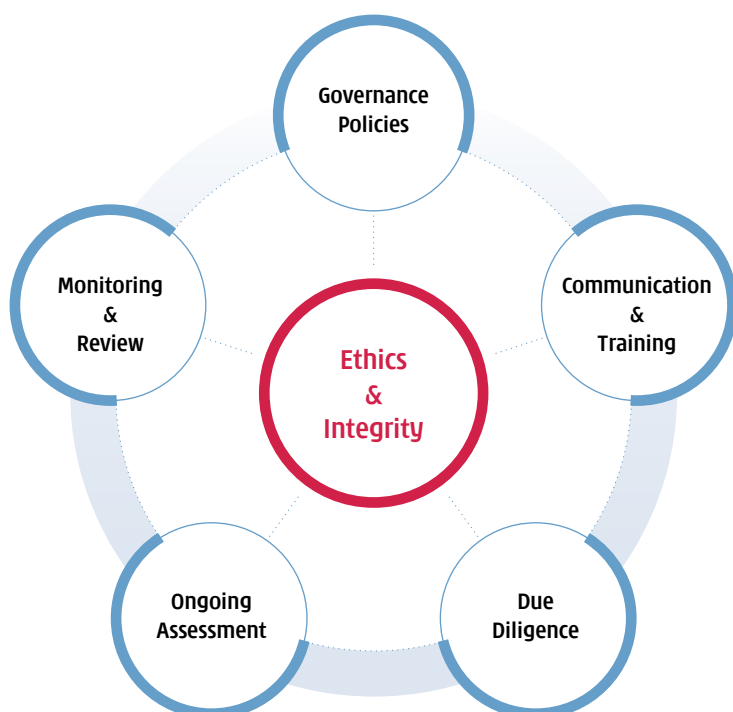 Governance
Policies
Communication
&
Training
Due
Diligence
Ongoing
Assessment
Monitoring
&
Review
Ethics
&
Integrity